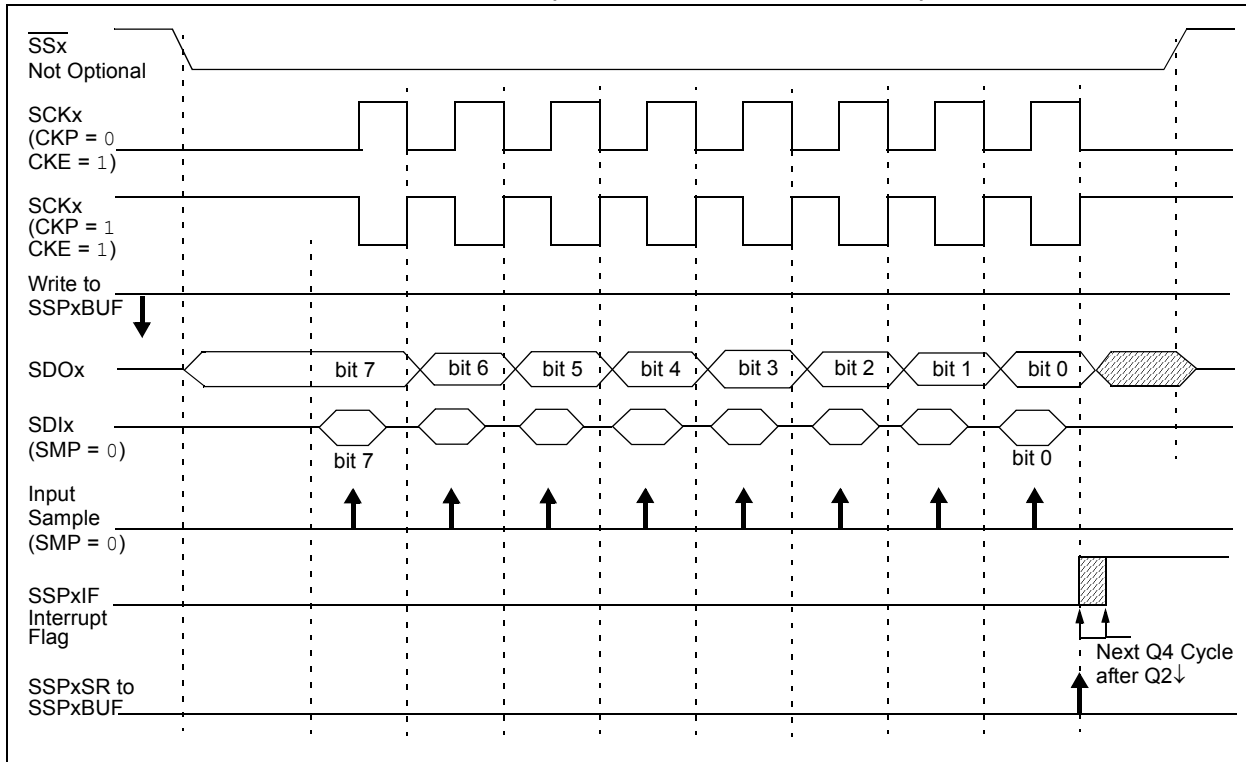 SSx
Not Optional
SCKx
(CKP = 0
CKE = 1)
SCKx
(CKP = 1
CKE = 1)
Write to
SSPxBUF
SDOx
bit 7
bit 6
bit 5
bit 4
bit 3
bit 2
bit 1
bit 0
SDIx
(SMP = 0)
bit 7
bit 0
Input
Sample
(SMP = 0)
SSPxIF
Interrupt
Flag
Next Q4 Cycle
after Q2↓
SSPxSR to
SSPxBUF